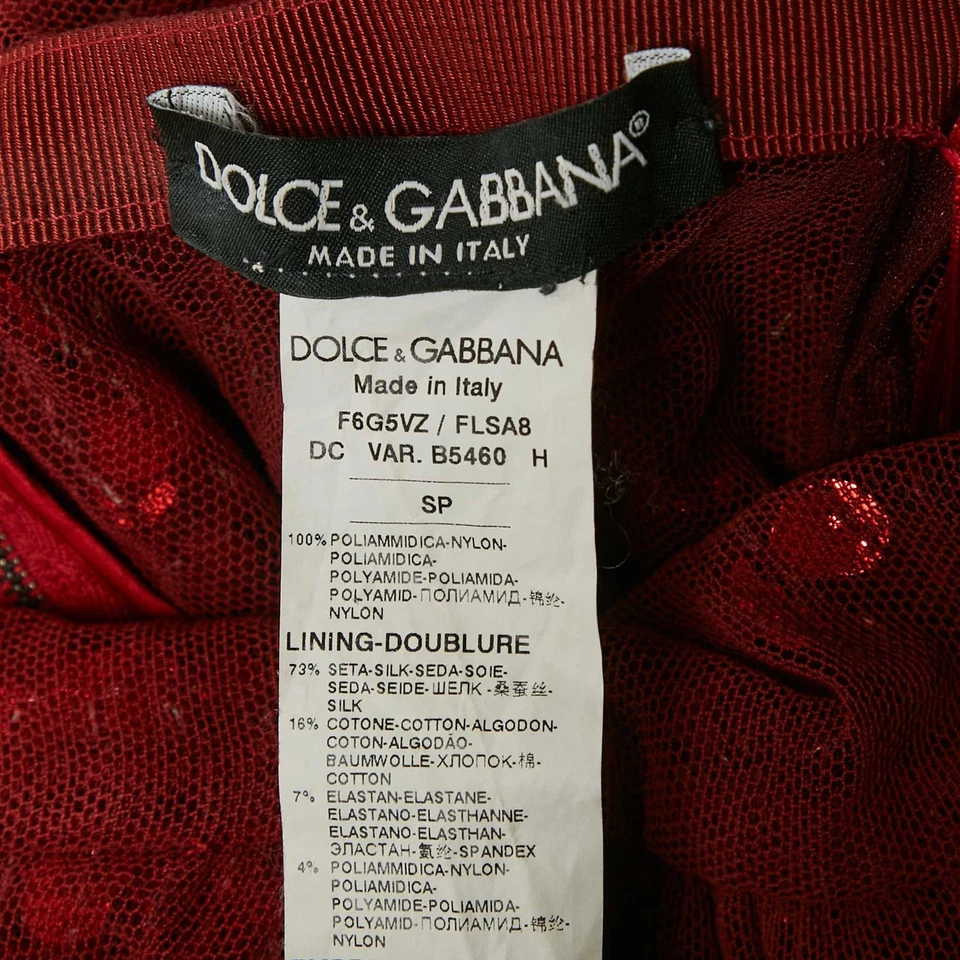 DOLCE & GABBANA®
MADE IN ITALY
DOLCE & GABBANA
Made in Italy
F6G5VZ / FLSA8
DC VAR. B5460 H
SP
100% POLIAMMIDICA-NYLON-
POLIAMIDICA-
POLYAMIDE-POLIAMIDA-
POLYAMID-ПОЛИАМИД-锦纶-
NYLON
LINING-DOUBLURE
73% SETA-SILK-SEDA-SOIE-
SEDA-SEIDE-ШЕЛК -桑蚕丝-
SILK
16% COTONE-COTTON-ALGODON-
COTON-ALGODÃO-
BAUMWOLLE-ХЛОПОК-棉-
COTTON
7% ELASTAN-ELASTANE-
ELASTANO-ELASTHANNE-
ELASTANO-ELASTHAN-
ЭЛАСТАН-氨纶-SPANDEX
4% POLIAMMIDICA-NYLON-
POLIAMIDICA-
POLYAMIDE-POLIAMIDA-
POLYAMID-ПОЛИАМИД-锦纶-
NYLON